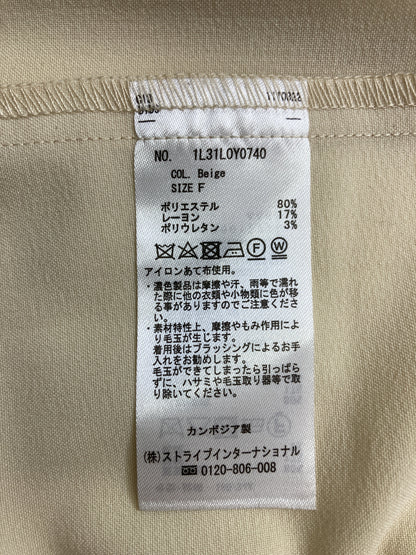 NO. 1L31L0Y0740
COL. Beige
SIZE F
ポリエステル 80%
レーヨン 17%
ポリウレタン 3%
F W
アイロンあて布使用。
・濃色製品は摩擦や汗、雨等で濡れ
た際に他の衣類や小物類に色が移
る事がありますのでご注意くださ
い。
・素材特性上、摩擦やもみ作用によ
り毛玉が生じます。
着用後はブラッシングによるお手
入れをお勧めします。
毛玉ができてしまったら引っぱら
ずに、ハサミや毛玉取り器等で取
り除いてください。
カンボジア製
(株)ストライプインターナショナル
0120-806-008